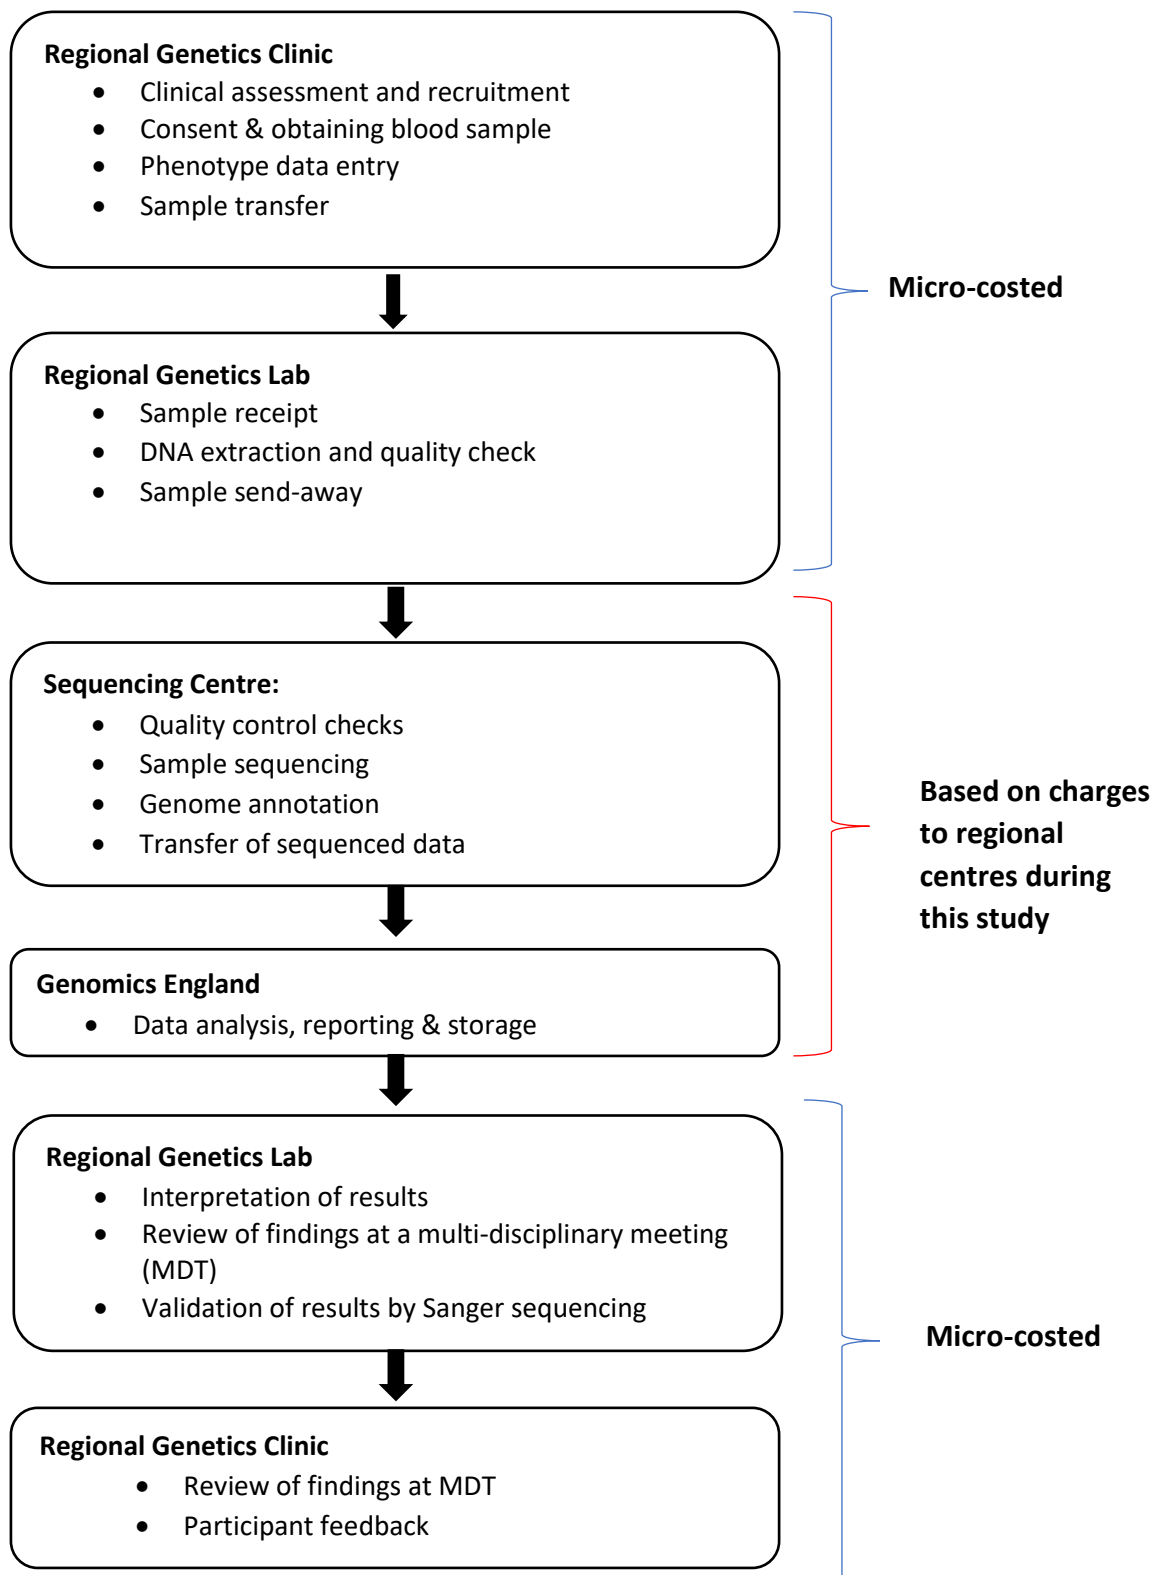 Regional Genetics Clinic
• Clinical assessment and recruitment
• Consent & obtaining blood sample
• Phenotype data entry
• Sample transfer
Micro-costed
Regional Genetics Lab
• Sample receipt
• DNA extraction and quality check
• Sample send-away
Sequencing Centre:
• Quality control checks
• Sample sequencing
• Genome annotation
• Transfer of sequenced data
Based on charges
to regional
centres during
this study
Genomics England
• Data analysis, reporting & storage
Regional Genetics Lab
• Interpretation of results
• Review of findings at a multi-disciplinary meeting
(MDT)
• Validation of results by Sanger sequencing
Micro-costed
Regional Genetics Clinic
• Review of findings at MDT
• Participant feedback